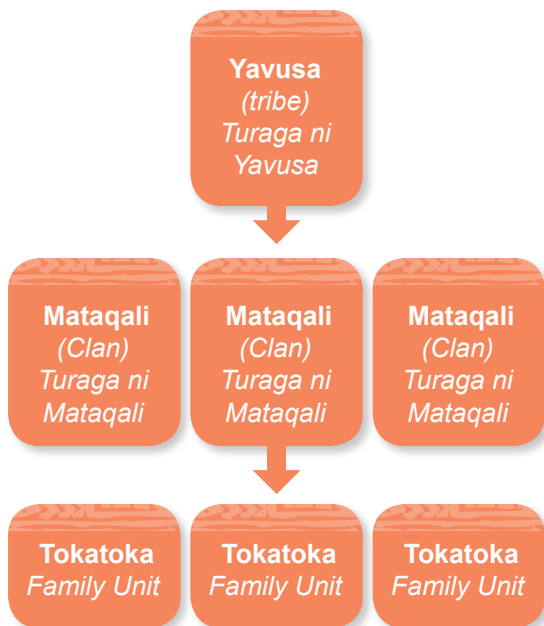 Yavusa
(tribe)
Turaga ni
Yavusa
Mataqali
(Clan)
Turaga ni
Mataqali
Mataqali
(Clan)
Turaga ni
Mataqali
Mataqali
(Clan)
Turaga ni
Mataqali
Tokatoka
Family Unit
Tokatoka
Family Unit
Tokatoka
Family Unit